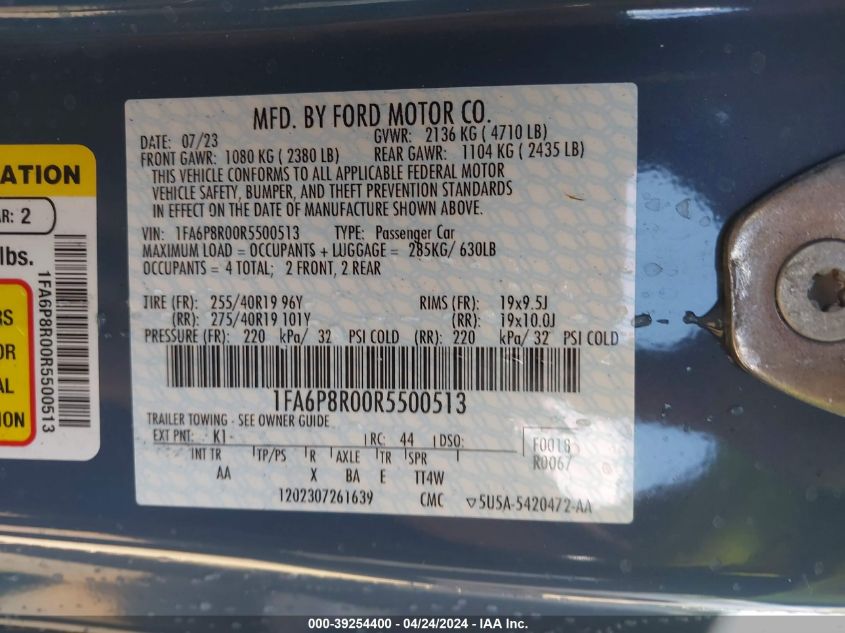 MFD. BY FORD MOTOR CO.
DATE: 07/23 GVWR: 2136 KG ( 4710 LB)
FRONT GAWR: 1080 KG ( 2380 LB) REAR GAWR: 1104 KG ( 2435 LB)
THIS VEHICLE CONFORMS TO ALL APPLICABLE FEDERAL MOTOR
VEHICLE SAFETY, BUMPER, AND THEFT PREVENTION STANDARDS
IN EFFECT ON THE DATE OF MANUFACTURE SHOWN ABOVE.
VIN: 1FA6P8R00R5500513 TYPE: Passenger Car
MAXIMUM LOAD = OCCUPANTS + LUGGAGE = 285KG/ 630LB
OCCUPANTS = 4 TOTAL; 2 FRONT, 2 REAR
TIRE (FR): 255/40R19 96Y RIMS (FR): 19x9.5J
(RR): 275/40R19 101Y (RR): 19x10.0J
PRESSURE (FR): 220 kPa/ 32 PSI COLD (RR): 220 kPa/ 32 PSI COLD
1FA6P8R00R5500513
TRAILER TOWING - SEE OWNER GUIDE
EXT PNT: K1- RC: 44 DSO: F0018
INT TR TP/PS R AXLE TR SPR R0067
AA X BA E TT4W
1202307261639 CMC ▽5U5A-5420472-AA
ATION
AR: 2
lbs.
RS
OR
AL
ION
1FA6P8R00R5500513
000-39254400 - 04/24/2024 - IAA Inc.